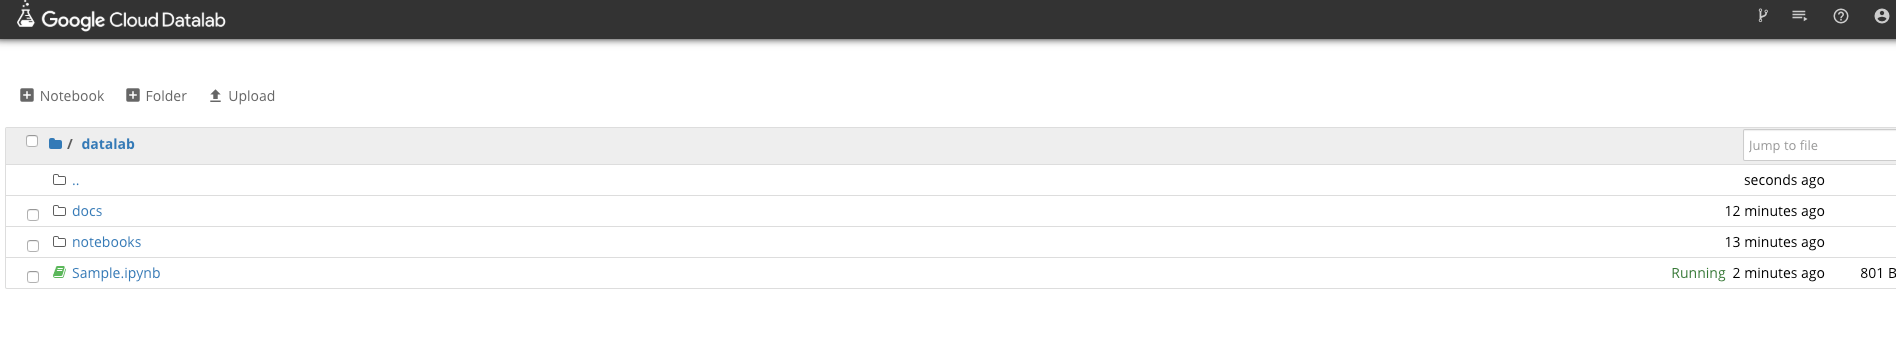 Google Cloud Datalab
Notebook Folder Upload
/ datalab Jump to file
.. seconds ago
docs 12 minutes ago
notebooks 13 minutes ago
Sample.ipynb Running 2 minutes ago 801 B